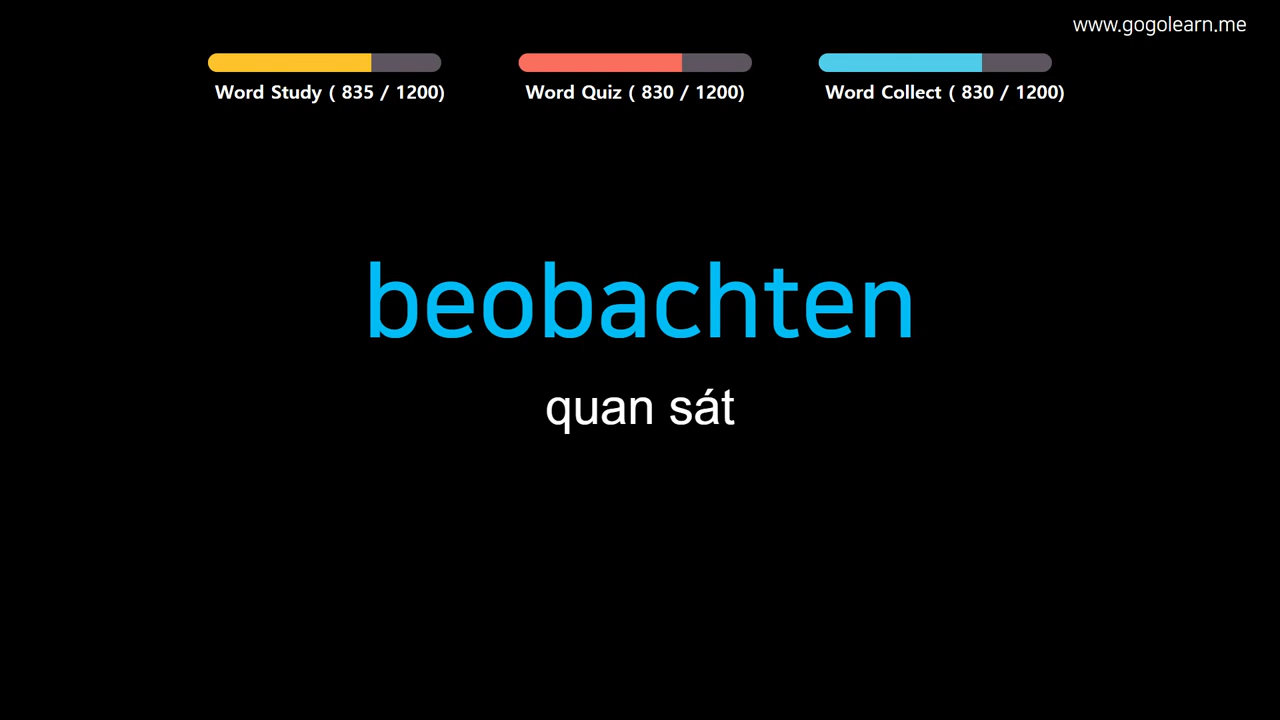 www.gogolearn.me
Word Study ( 835 / 1200)
Word Quiz ( 830 / 1200)
Word Collect ( 830 / 1200)
beobachten
quan sát